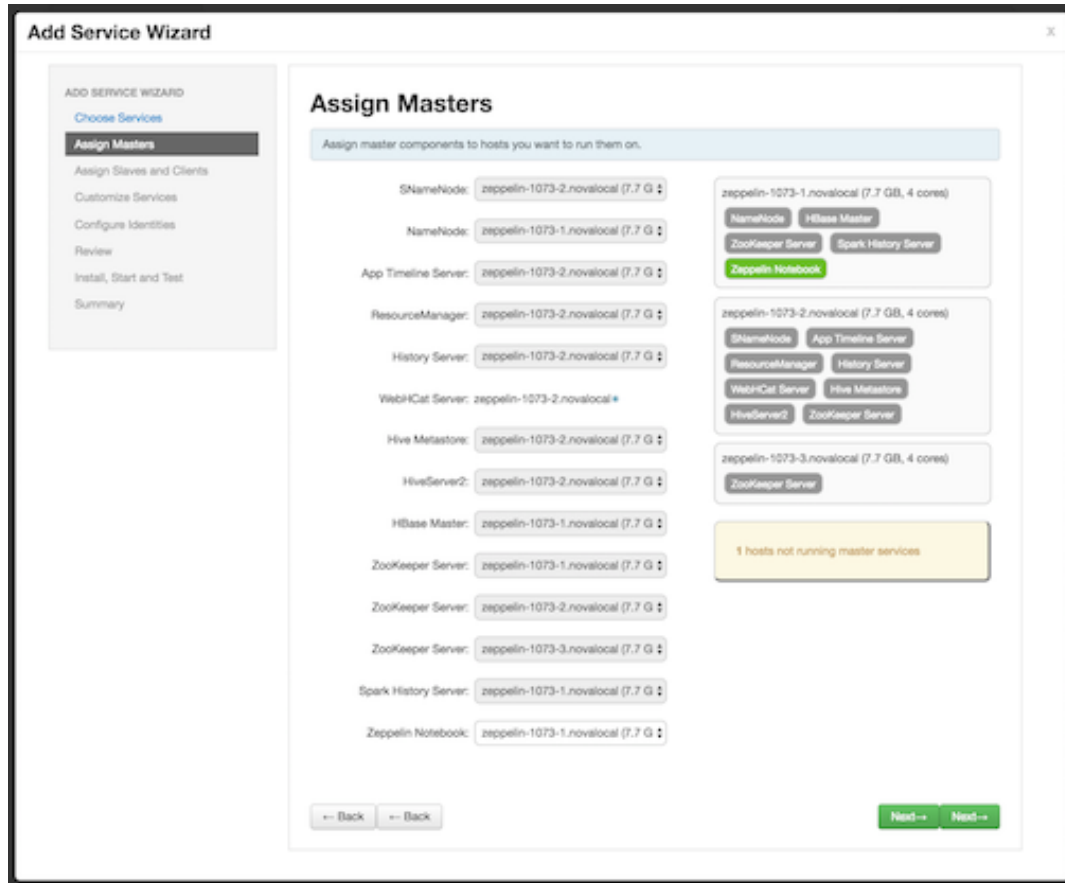 Add Service Wizard
X
ADD SERVICE WIZARD
Choose Services
Assign Masters
Assign Slaves and Clients
Customize Services
Configure Identities
Review
Install, Start and Test
Summary
Assign Masters
Assign master components to hosts you want to run them on.
SNameNode: zeppelin-1073-2.novalocal (7.7 G
NameNode: zeppelin-1073-1.novalocal (7.7 G
App Timeline Server: zeppelin-1073-2.novalocal (7.7 G
ResourceManager: zeppelin-1073-2.novalocal (7.7 G
History Server: zeppelin-1073-2.novalocal (7.7 G
WebHCat Server: zeppelin-1073-2.novalocal*
Hive Metastore: zeppelin-1073-2.novalocal (7.7 G
HiveServer2: zeppelin-1073-2.novalocal (7.7 G
HBase Master: zeppelin-1073-1.novalocal (7.7 G
ZooKeeper Server: zeppelin-1073-1.novalocal (7.7 G
ZooKeeper Server: zeppelin-1073-2.novalocal (7.7 G
ZooKeeper Server: zeppelin-1073-3.novalocal (7.7 G
Spark History Server: zeppelin-1073-1.novalocal (7.7 G
Zeppelin Notebook: zeppelin-1073-1.novalocal (7.7 G
zeppelin-1073-1.novalocal (7.7 GB, 4 cores)
NameNode HBase Master
ZooKeeper Server Spark History Server
Zeppelin Notebook
zeppelin-1073-2.novalocal (7.7 GB, 4 cores)
SNameNode App Timeline Server
ResourceManager History Server
WebHCat Server Hive Metastore
HiveServer2 ZooKeeper Server
zeppelin-1073-3.novalocal (7.7 GB, 4 cores)
ZooKeeper Server
1 hosts not running master services
← Back ← Back
Next→ Next→